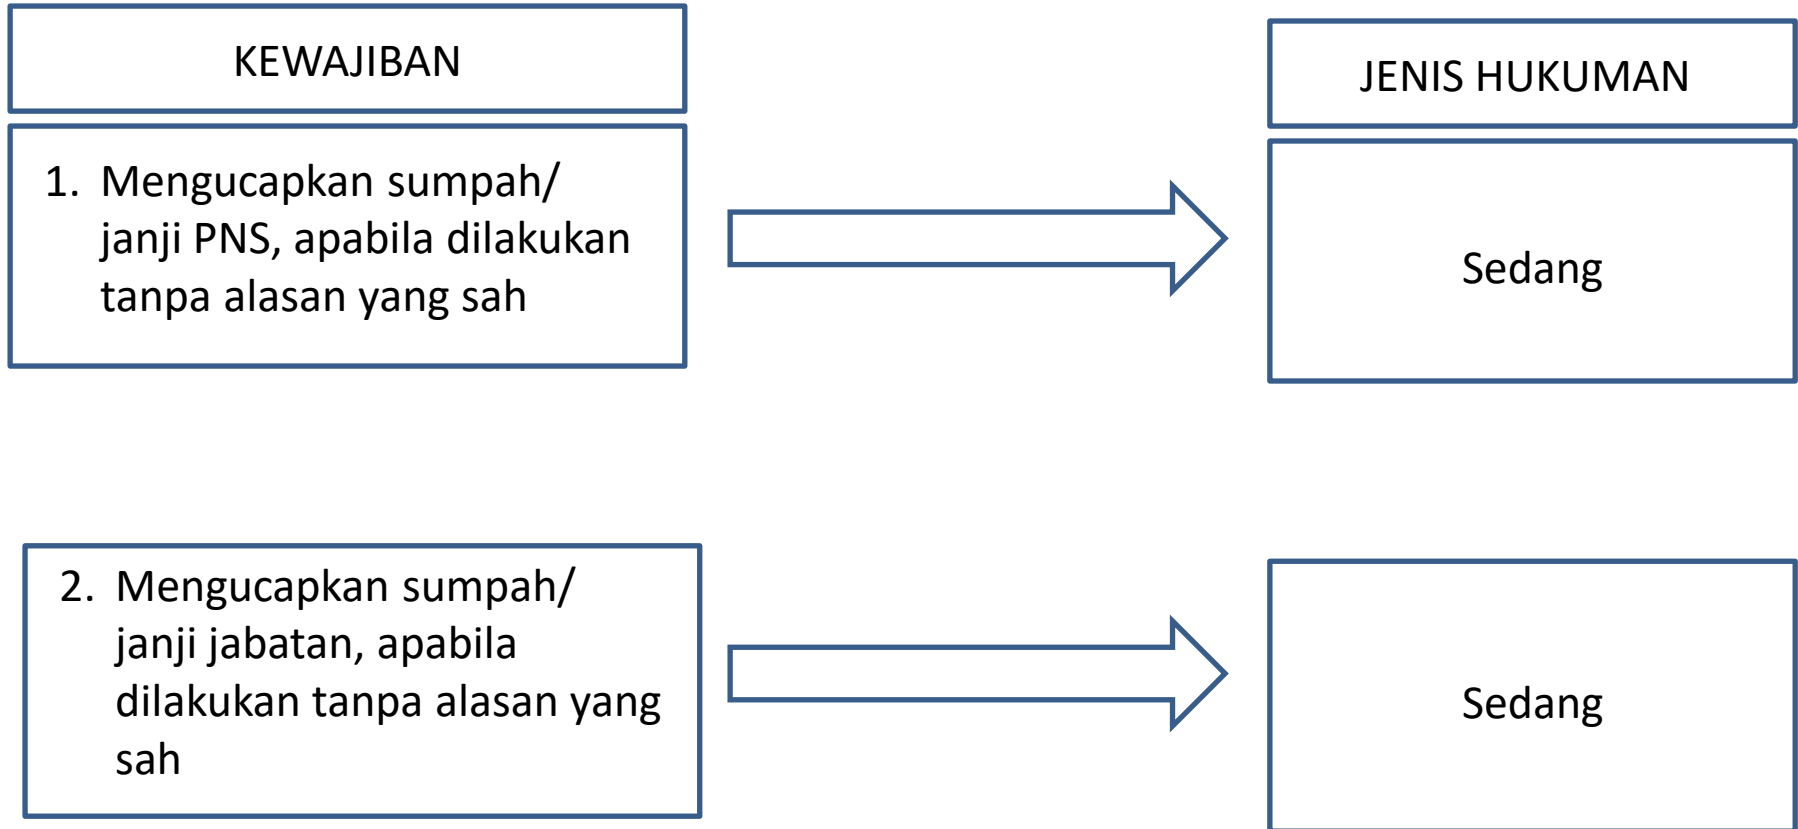 KEWAJIBAN
JENIS HUKUMAN
1. Mengucapkan sumpah/
janji PNS, apabila dilakukan
tanpa alasan yang sah
Sedang
2. Mengucapkan sumpah/
janji jabatan, apabila
dilakukan tanpa alasan yang
sah
Sedang